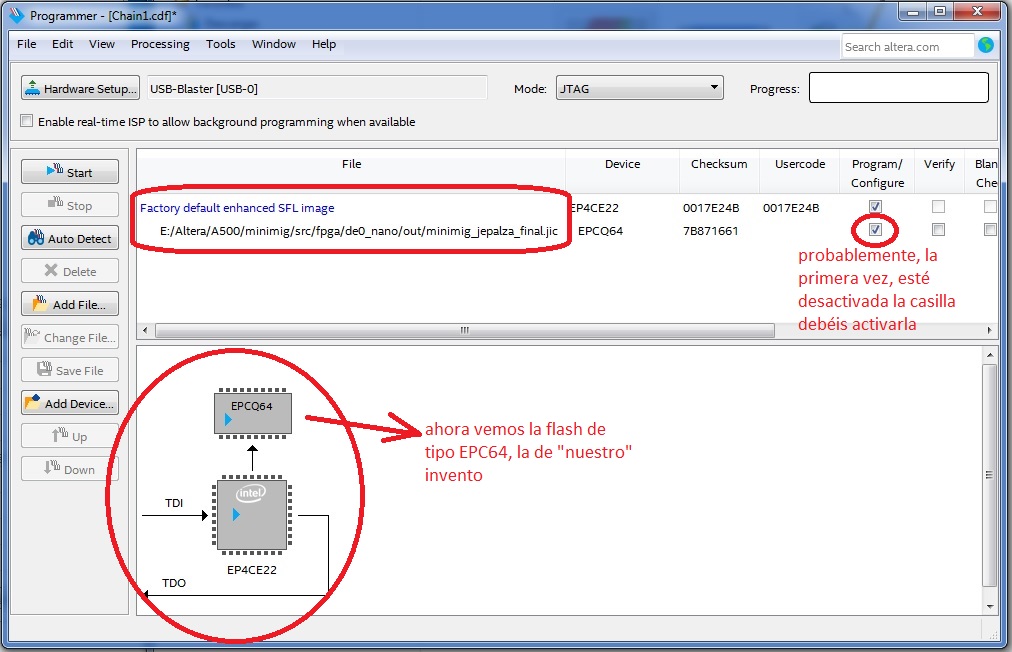 Programmer - [Chain1.cdf]*
File Edit View Processing Tools Window Help
Search altera.com
Hardware Setup... USB-Blaster [USB-0] Mode: JTAG Progress:
Enable real-time ISP to allow background programming when available
Start
Stop
Auto Detect
Delete
Add File...
Change File...
Save File
Add Device...
Up
Down
File Device Checksum Usercode Program/ Verify Blan
Configure Che
Factory default enhanced SFL image EP4CE22 0017E24B 0017E24B
E:/Altera/A500/minimig/src/fpga/de0_nano/out/minimig_jepalza_final.jic EPCQ64 7B871661
probablemente, la
primera vez, esté
desactivada la casilla
debéis activarla
EPCQ64
ahora vemos la flash de
tipo EPC64, la de "nuestro"
invento
intel
TDI
EP4CE22
TDO